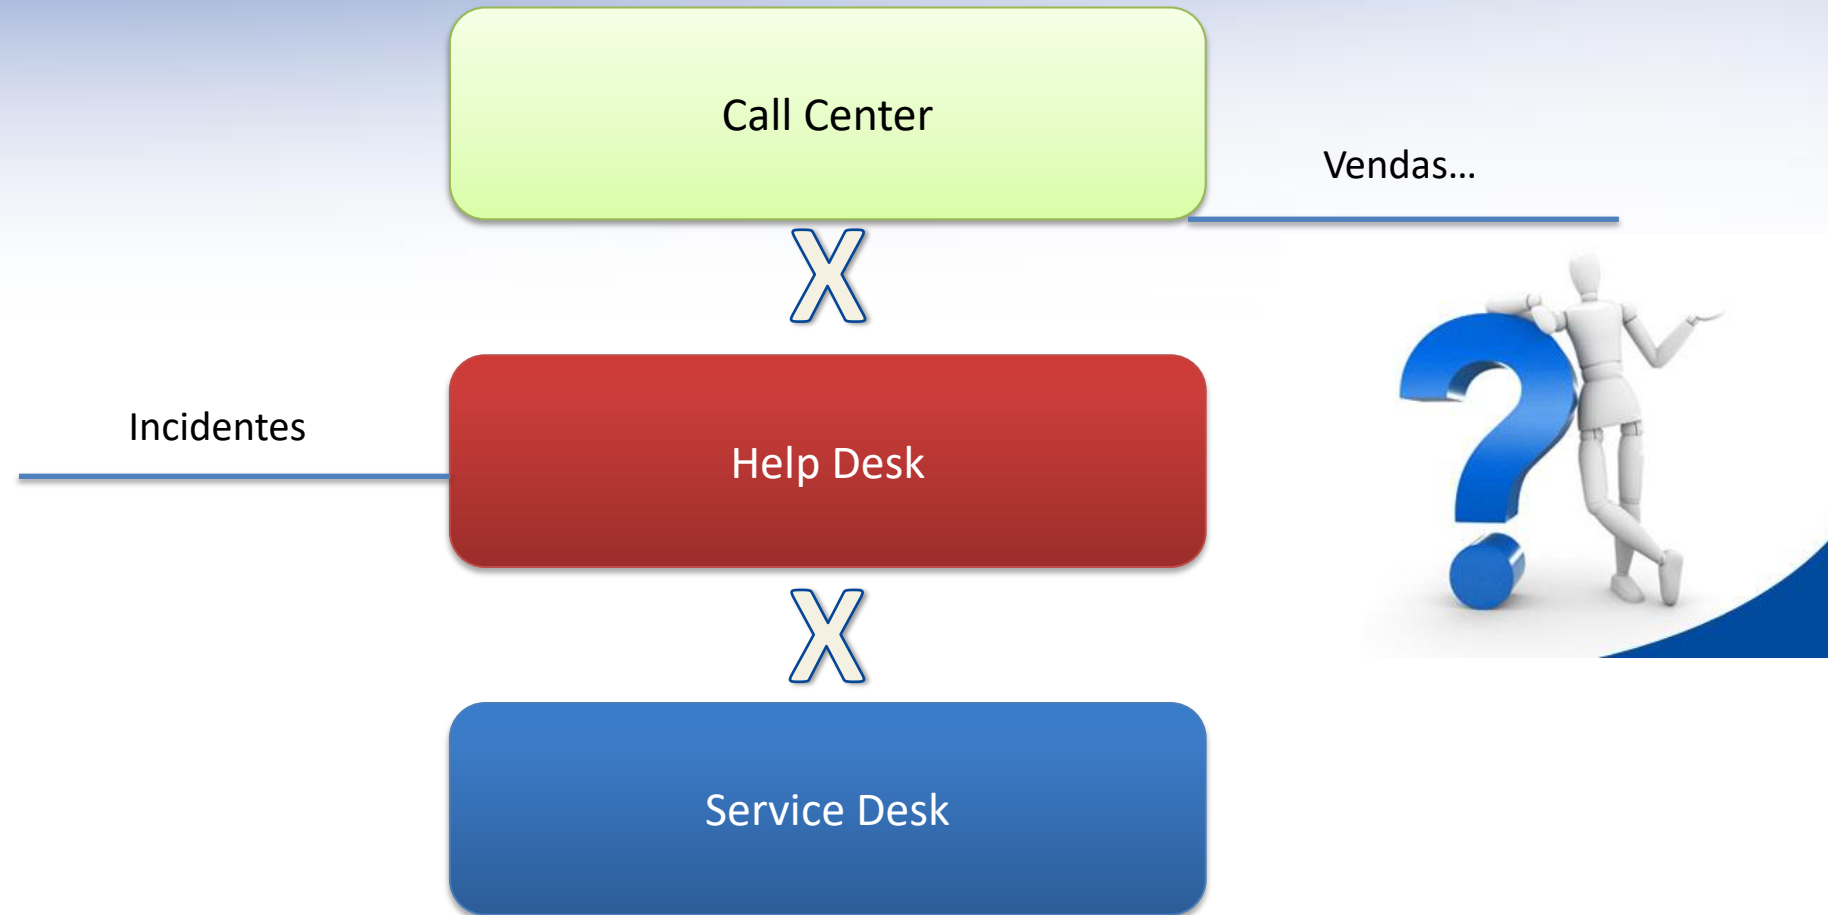 Call Center
Vendas...
X
Incidentes
Help Desk
X
Service Desk